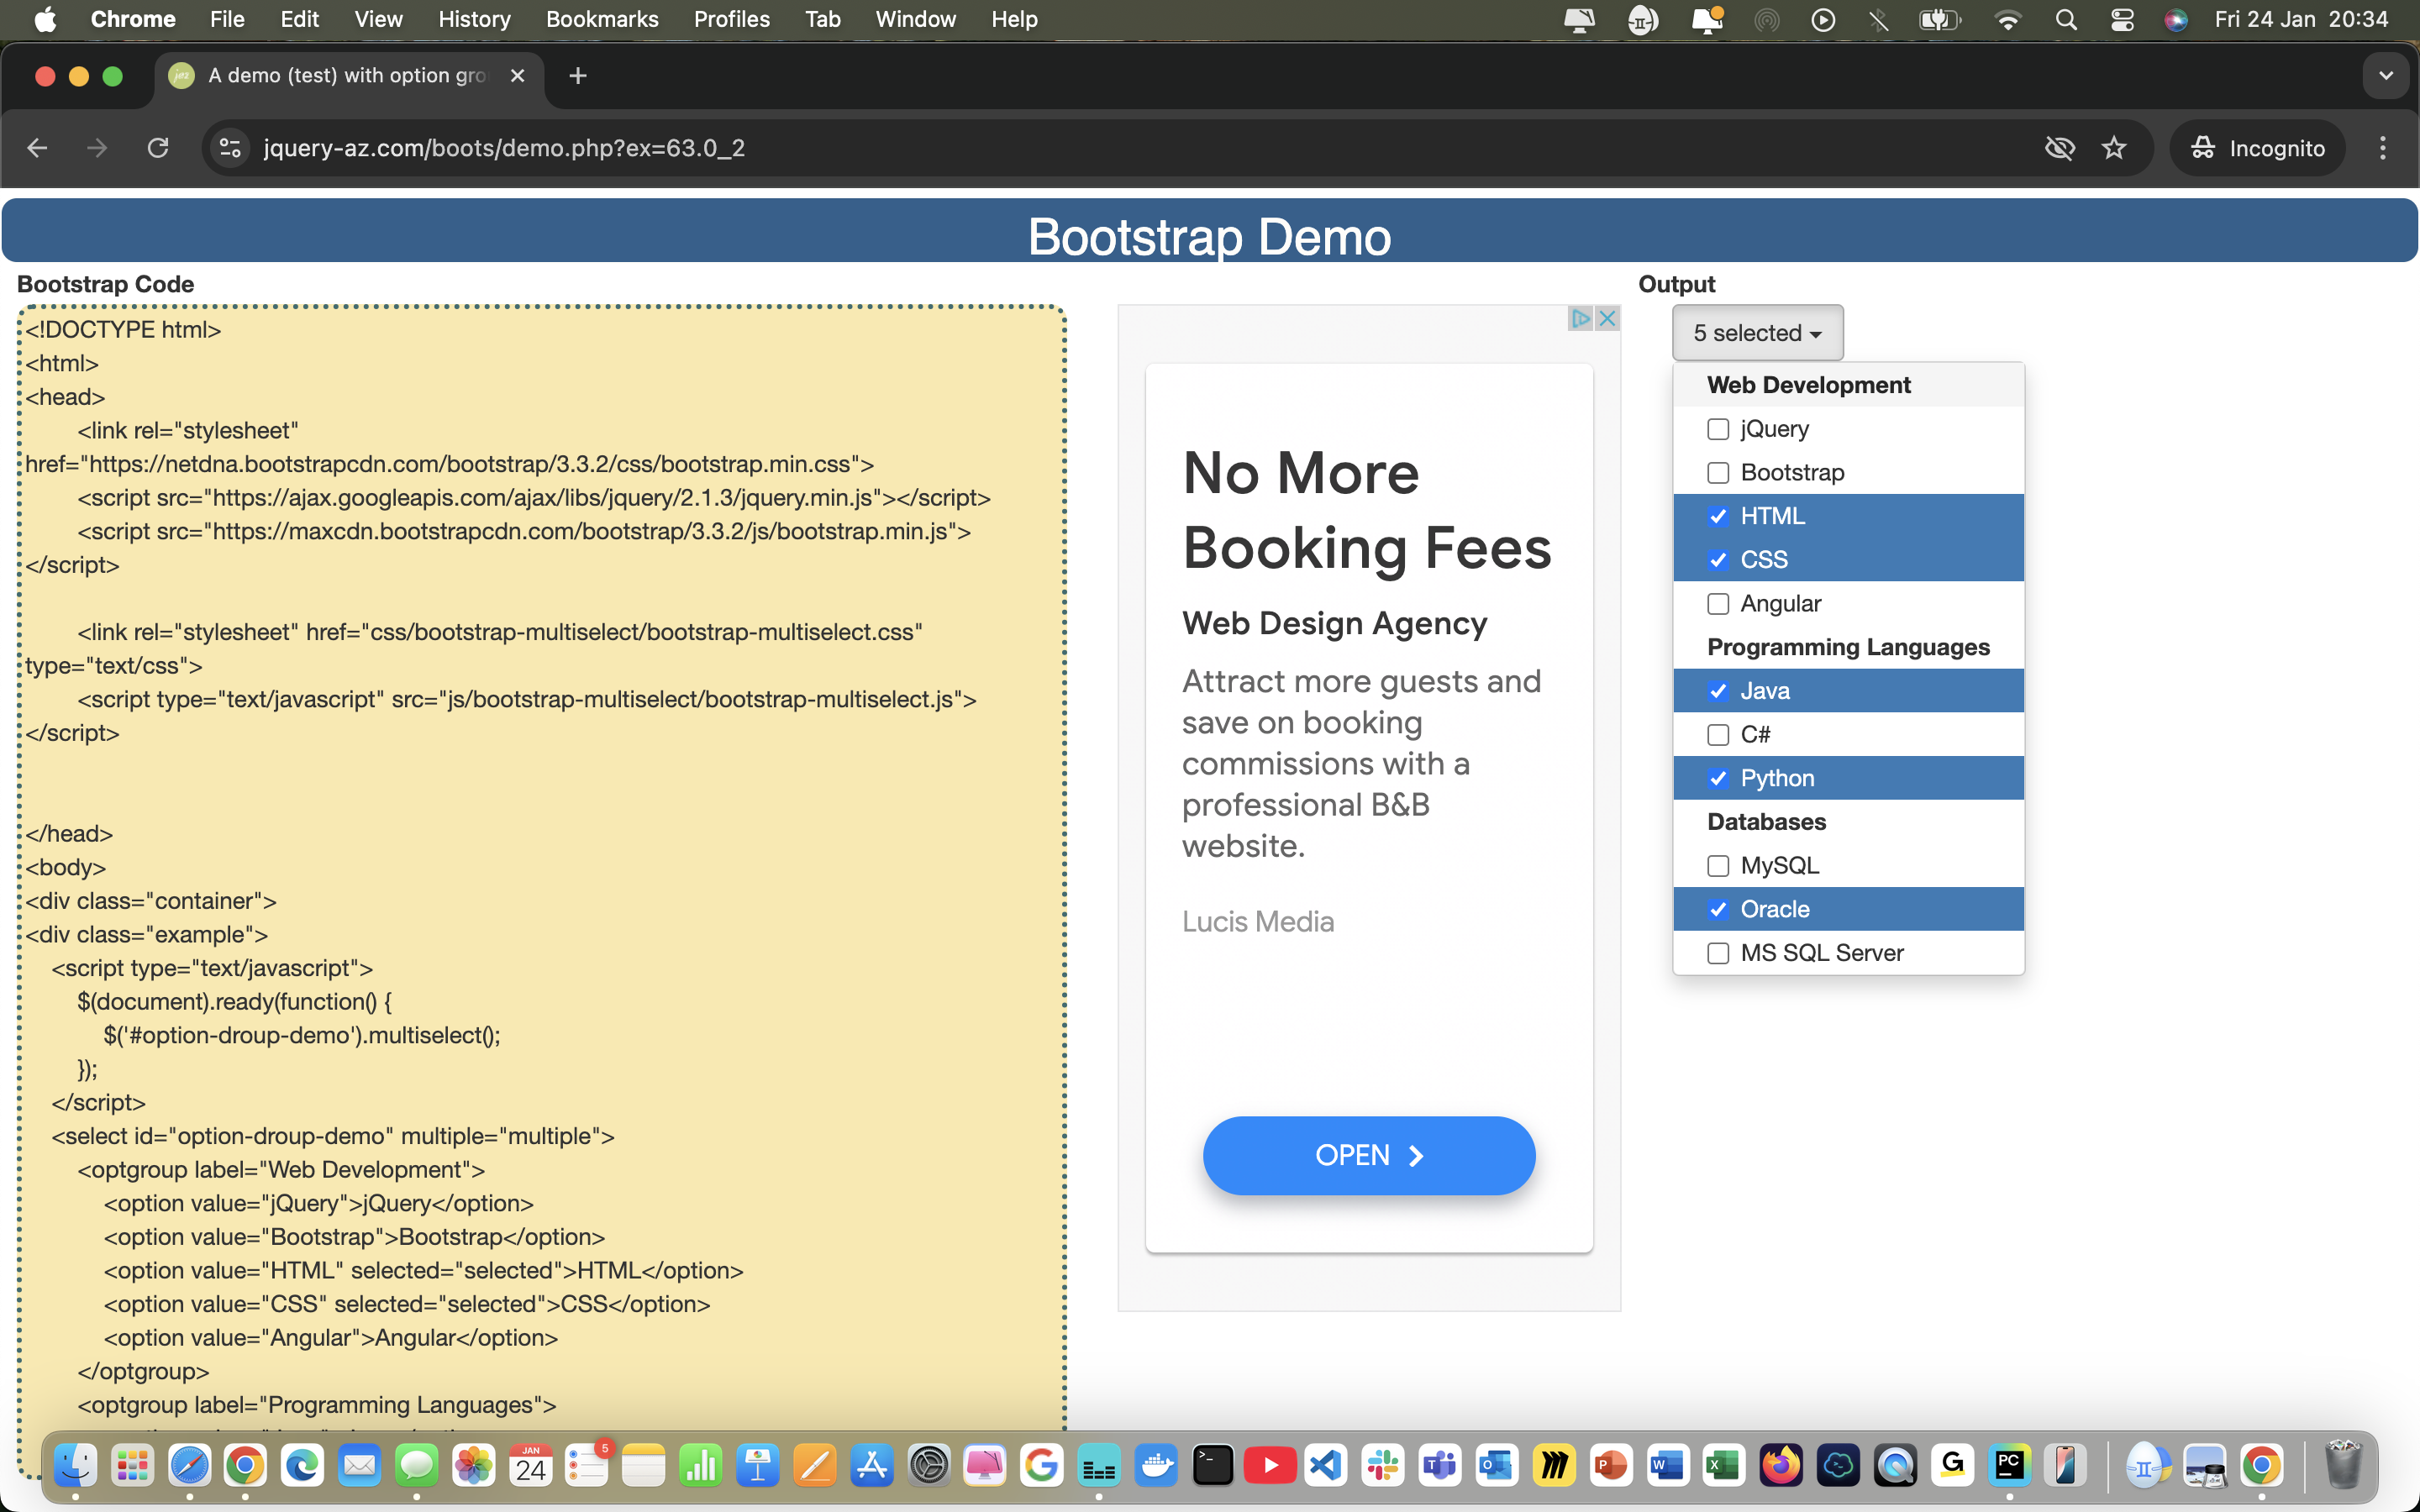 Chrome File Edit View History Bookmarks Profiles Tab Window Help Fri 24 Jan 20:34
A demo (test) with option gro
jquery-az.com/boots/demo.php?ex=63.0_2
Incognito
Bootstrap Demo
Bootstrap Code
<!DOCTYPE html>
<html>
<head>
<link rel="stylesheet"
href="https://netdna.bootstrapcdn.com/bootstrap/3.3.2/css/bootstrap.min.css">
<script src="https://ajax.googleapis.com/ajax/libs/jquery/2.1.3/jquery.min.js"></script>
<script src="https://maxcdn.bootstrapcdn.com/bootstrap/3.3.2/js/bootstrap.min.js">
</script>
<link rel="stylesheet" href="css/bootstrap-multiselect/bootstrap-multiselect.css"
type="text/css">
<script type="text/javascript" src="js/bootstrap-multiselect/bootstrap-multiselect.js">
</script>
</head>
<body>
<div class="container">
<div class="example">
<script type="text/javascript">
$(document).ready(function() {
$('#option-droup-demo').multiselect();
});
</script>
<select id="option-droup-demo" multiple="multiple">
<optgroup label="Web Development">
<option value="jQuery">jQuery</option>
<option value="Bootstrap">Bootstrap</option>
<option value="HTML" selected="selected">HTML</option>
<option value="CSS" selected="selected">CSS</option>
<option value="Angular">Angular</option>
</optgroup>
<optgroup label="Programming Languages">
No More
Booking Fees
Web Design Agency
Attract more guests and
save on booking
commissions with a
professional B&B
website.
Lucis Media
OPEN
Output
5 selected
Web Development
jQuery
Bootstrap
HTML
CSS
Angular
Programming Languages
Java
C#
Python
Databases
MySQL
Oracle
MS SQL Server
JAN
24
5
PC